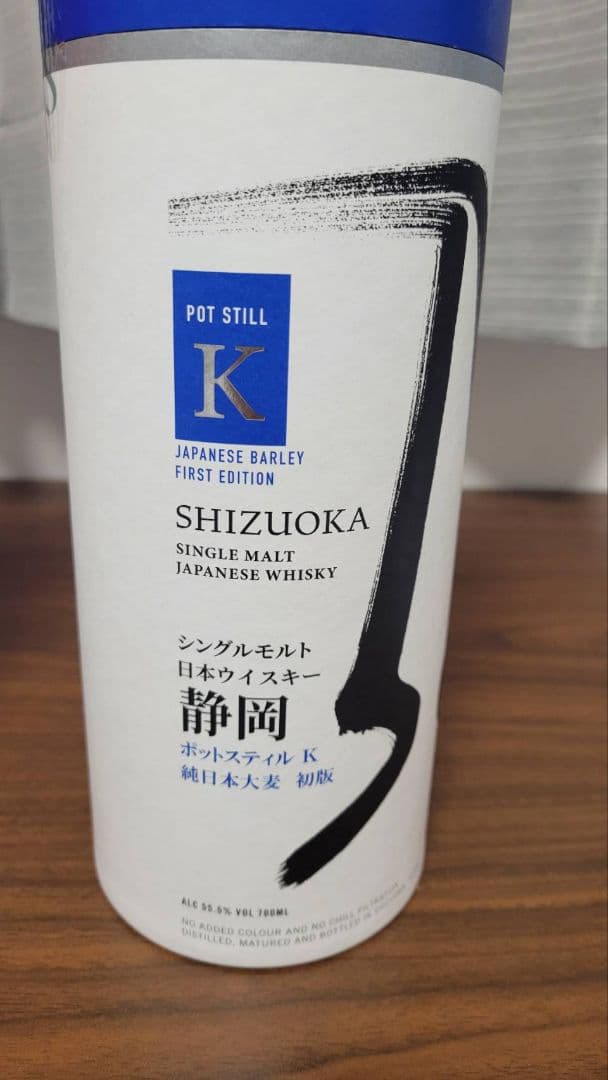 POT STILL
K
JAPANESE BARLEY
FIRST EDITION
SHIZUOKA
SINGLE MALT
JAPANESE WHISKY
シングルモルト
日本ウイスキー
静岡
ポットスティル K
純日本大麦 初版
ALC 55.5% VOL 700ML
NO ADDED COLOUR AND NO CHILL FILTRATION
DISTILLED, MATURED AND BOTTLED IN SHIZUOKA